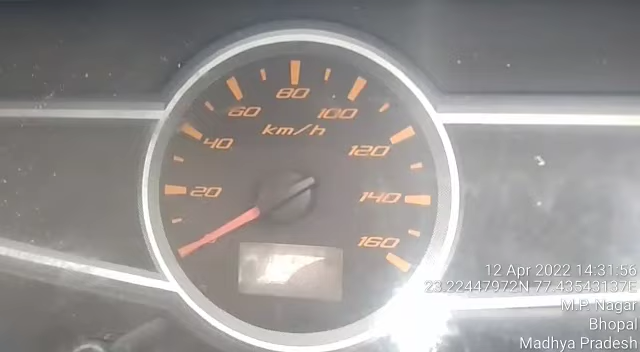 80
60
100
km/h
40
120
20
140
160
12 Apr 2022 14:31:56
23.22447972N 77.43543137E
M.P. Nagar
Bhopal
Madhya Pradesh